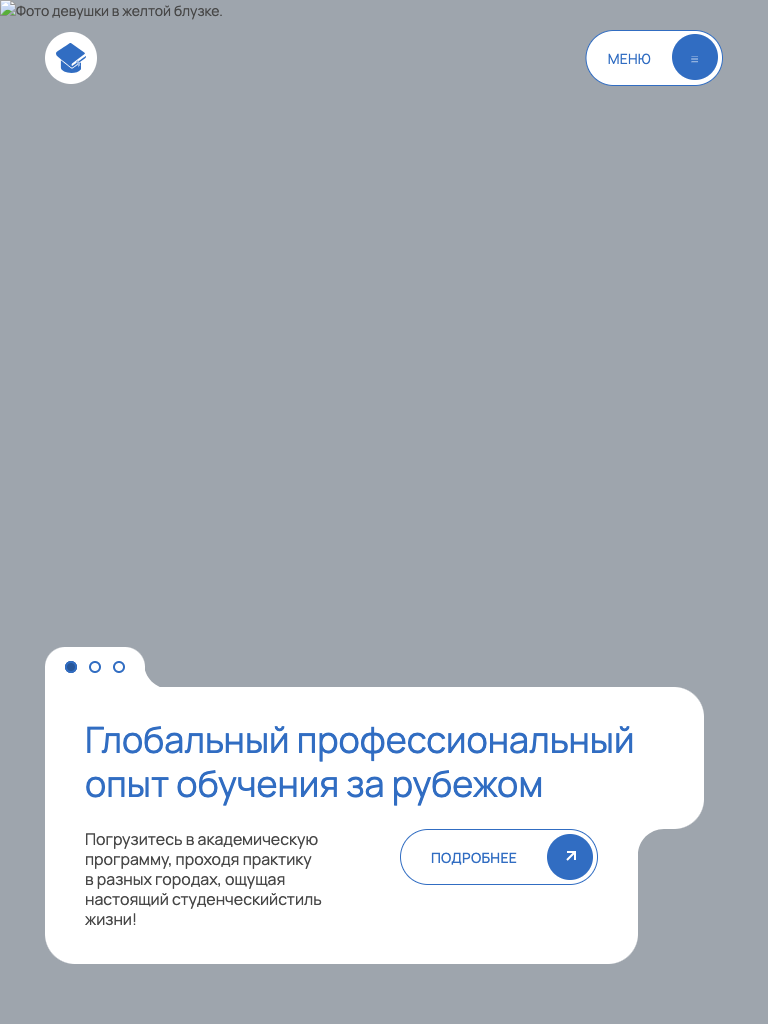 Фото девушки в желтой блузке.
МЕНЮ
Глобальный профессиональный
опыт обучения за рубежом
Погрузитесь в академическую
программу, проходя практику
в разных городах, ощущая
настоящий студенческийстиль
жизни!
ПОДРОБНЕЕ